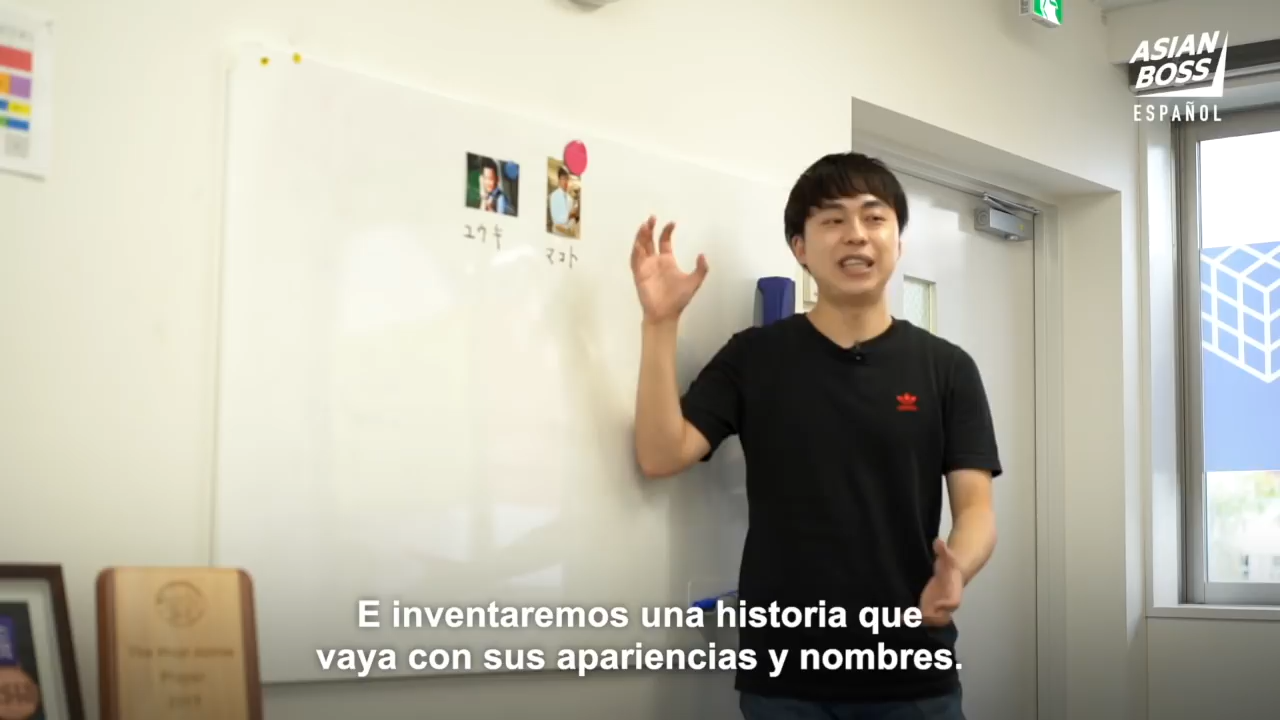 ASIAN
BOSS
ESPAÑOL
ユウキ
マコト
E inventaremos una historia que
vaya con sus apariencias y nombres.